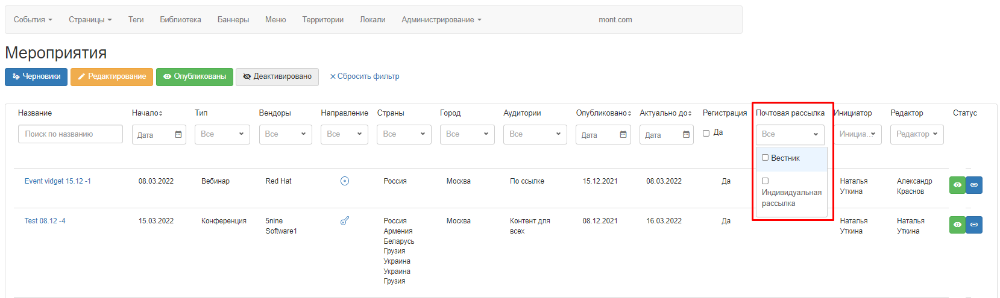 События Страницы Теги Библиотека Баннеры Меню Территории Локали Администрирование mont.com
Мероприятия
Черновики Редактирование Опубликованы Деактивировано Сбросить фильтр
Название Начало Тип Вендоры Направление Страны Город Аудитории Опубликовано Актуально до Регистрация Почтовая рассылка Инициатор Редактор Статус
Поиск по названию Дата Все Все Все Все Все Все Дата Дата Да Все Инициа... Редактор
Вестник
Индивидуальная
рассылка
Event vidget 15.12 -1 08.03.2022 Вебинар Red Hat Россия Москва По ссылке 15.12.2021 08.03.2022 Да Наталья Александр
Уткина Краснов
Test 08.12 -4 15.03.2022 Конференция 5nine Россия Москва Контент для 08.12.2021 16.03.2022 Да Наталья Наталья
Software1 Армения всех Уткина Уткина
Беларусь
Грузия
Украина
Украина
Грузия